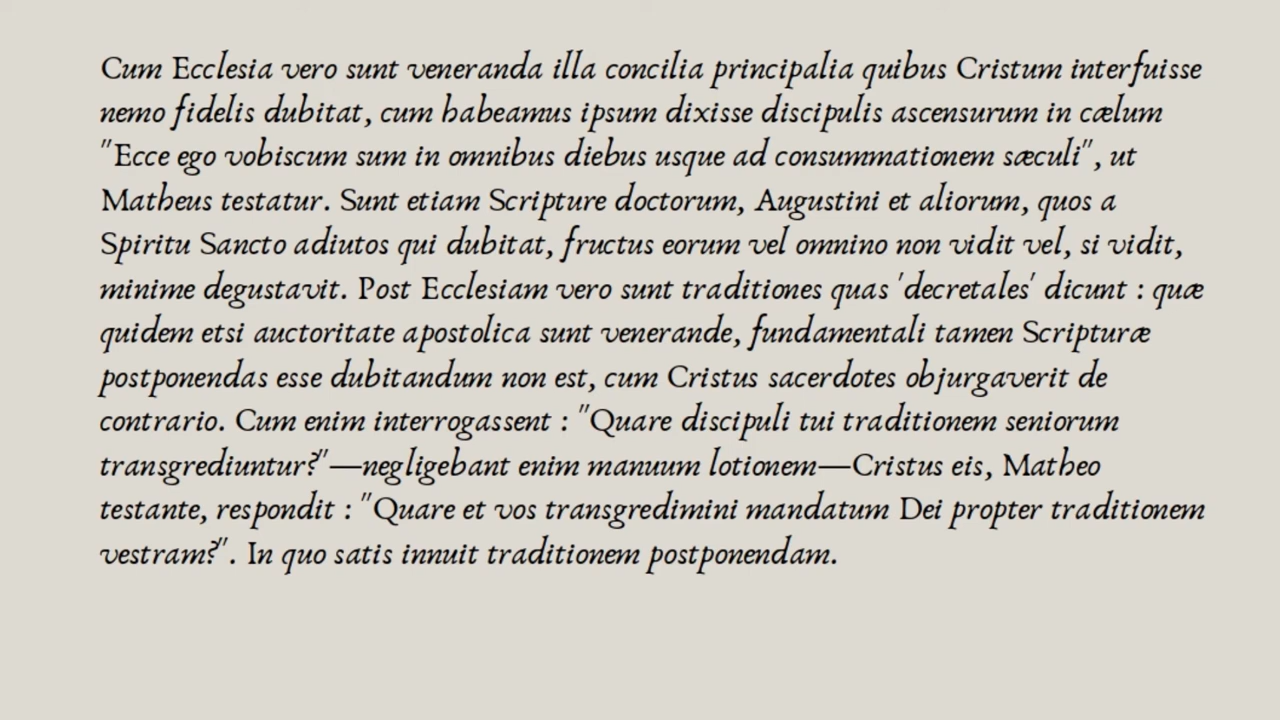 Cum Ecclesia vero sunt veneranda illa concilia principalia quibus Cristum interfuisse
nemo fidelis dubitat, cum habeamus ipsum dixisse discipulis ascensurum in cælum
"Ecce ego vobiscum sum in omnibus diebus usque ad consummationem sæculi", ut
Matheus testatur. Sunt etiam Scripture doctorum, Augustini et aliorum, quos a
Spiritu Sancto adiutos qui dubitat, fructus eorum vel omnino non vidit vel, si vidit,
minime degustavit. Post Ecclesiam vero sunt traditiones quas 'decretales' dicunt : quæ
quidem etsi auctoritate apostolica sunt venerande, fundamentali tamen Scripturæ
postponendas esse dubitandum non est, cum Cristus sacerdotes objurgaverit de
contrario. Cum enim interrogassent : "Quare discipuli tui traditionem seniorum
transgrediuntur?"—negligebant enim manuum lotionem—Cristus eis, Matheo
testante, respondit : "Quare et vos transgredimini mandatum Dei propter traditionem
vestram?". In quo satis innuit traditionem postponendam.